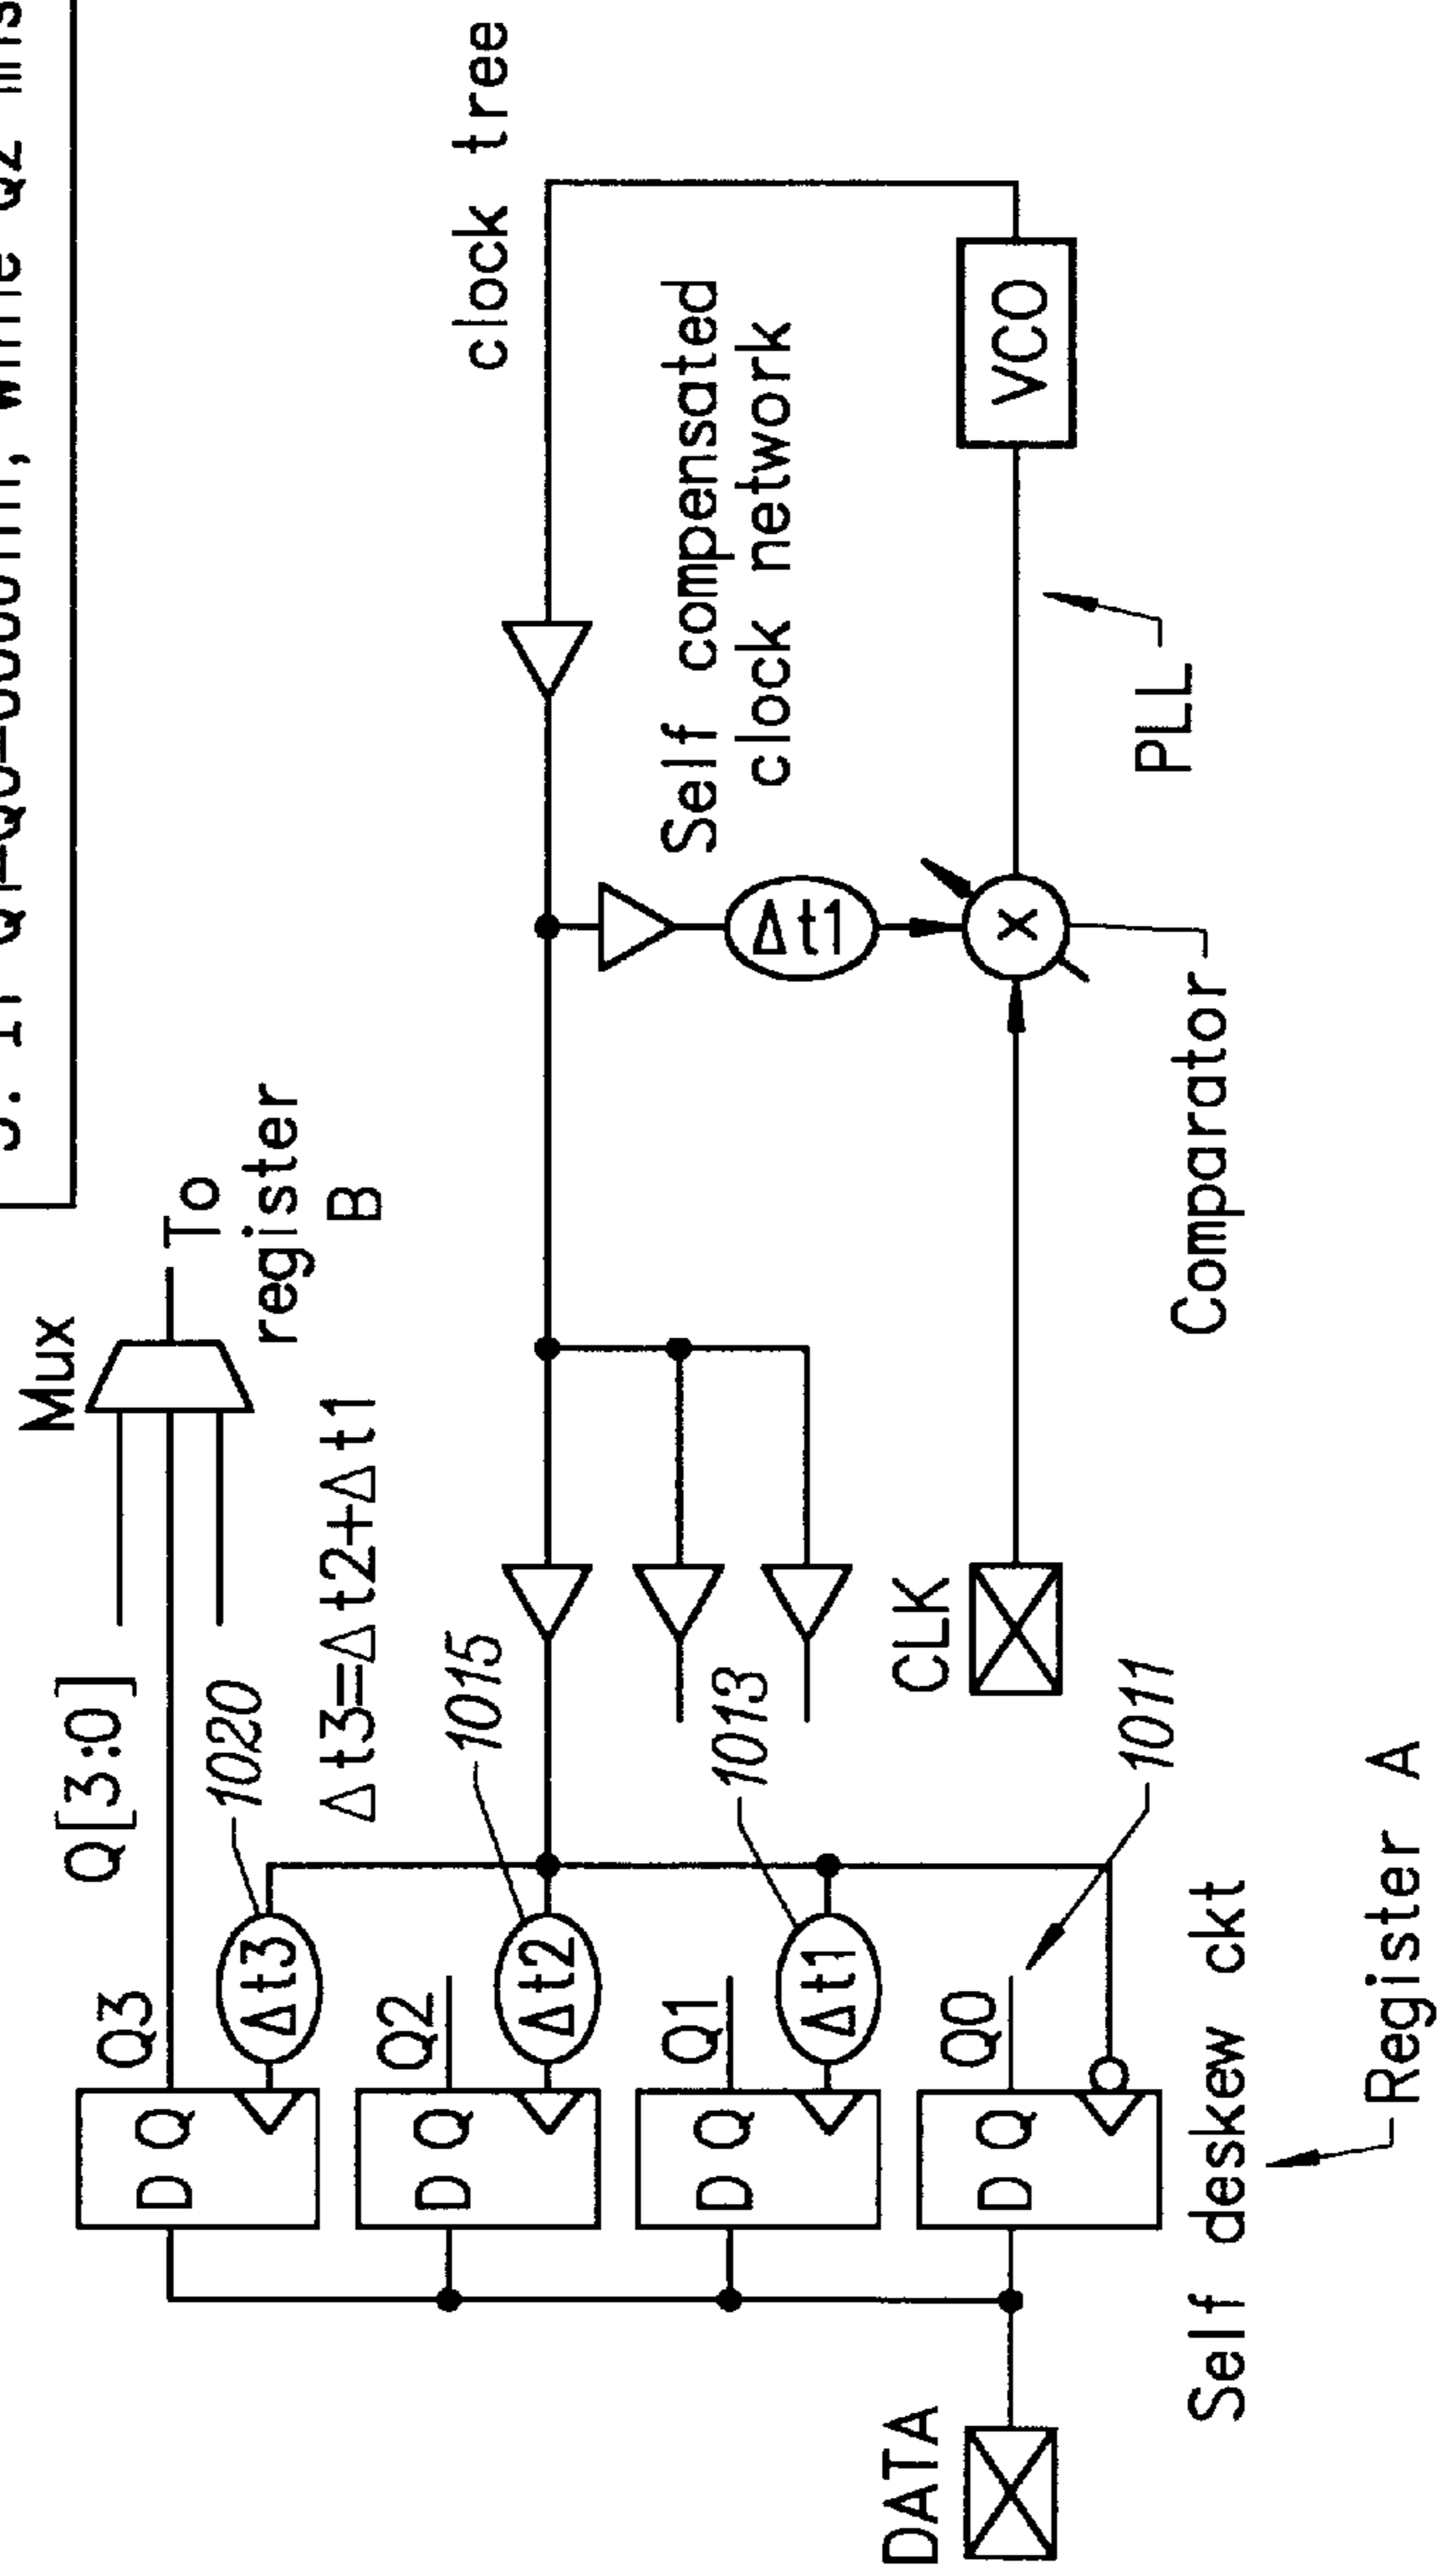 Mux
Q[3:0]
To
register
B
Q3
1020
Δt3
Δt3=Δt2+Δt1
clock tree
Q2
1015
Δt2
Self compensated
clock network
Q1
1013
Δt1
Δt1
CLK
VCO
X
DATA
Q0
1011
D Q
D Q
D Q
D Q
PLL
Comparator
Self deskew ckt
Register A